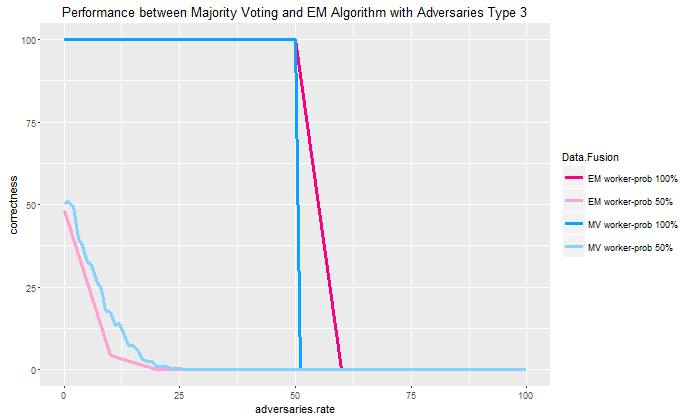 Performance between Majority Voting and EM Algorithm with Adversaries Type 3
100
75
50
25
0
correctness
0 25 50 75 100
adversaries.rate
Data.Fusion
EM worker-prob 100%
EM worker-prob 50%
MV worker-prob 100%
MV worker-prob 50%